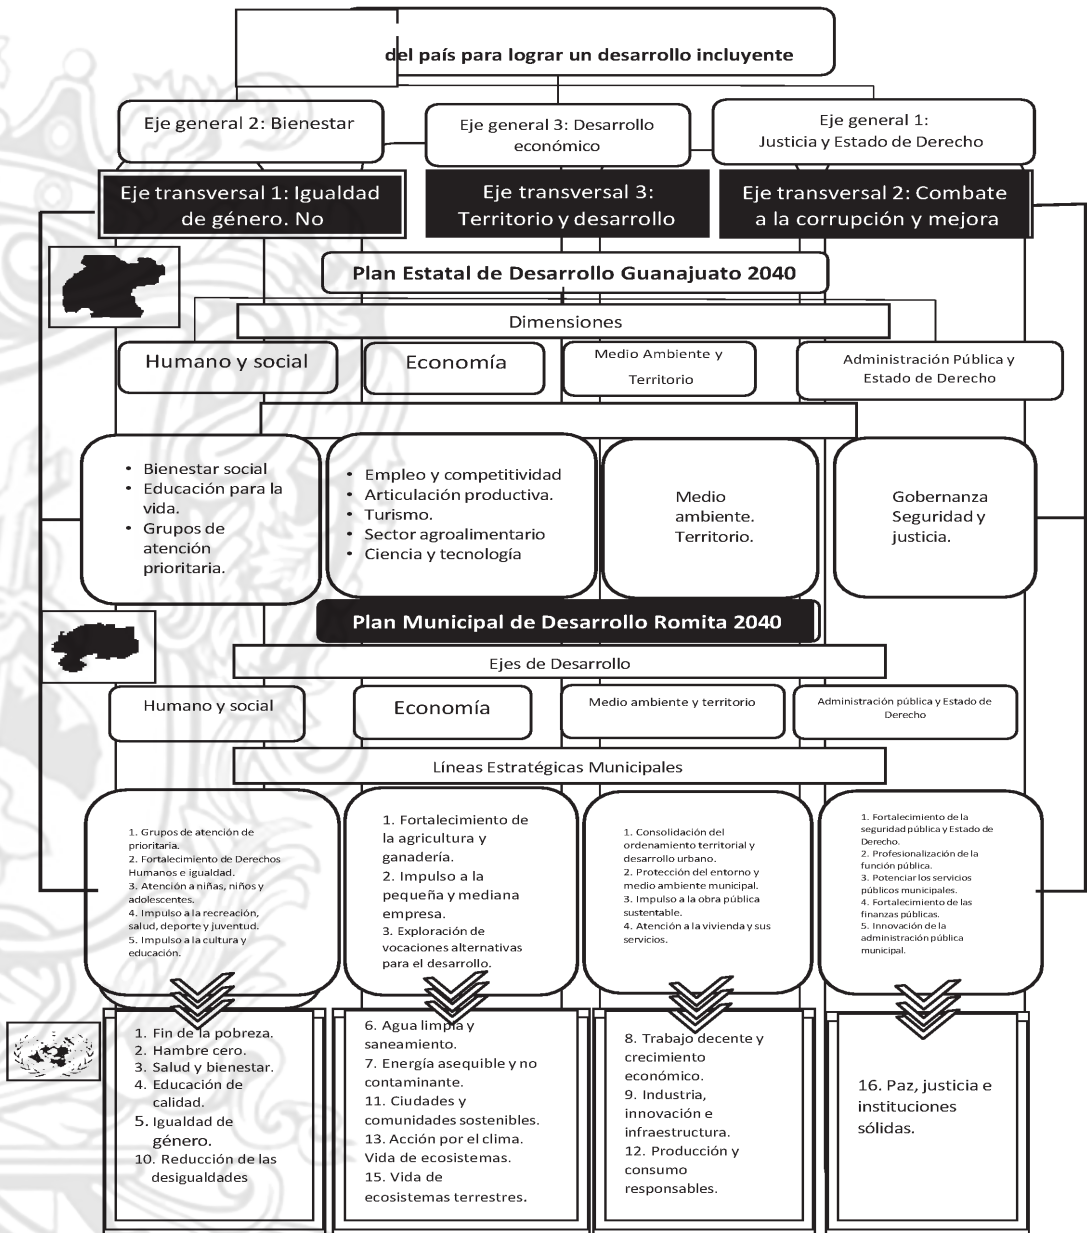 del país para lograr un desarrollo incluyente
Eje general 2: Bienestar
Eje general 3: Desarrollo
económico
Eje general 1:
Justicia y Estado de Derecho
Eje transversal 1: Igualdad
de género. No
Eje transversal 3:
Territorio y desarrollo
Eje transversal 2: Combate
a la corrupción y mejora
Plan Estatal de Desarrollo Guanajuato 2040
Dimensiones
Humano y social
Economía
Medio Ambiente y
Territorio
Administración Pública y
Estado de Derecho
• Bienestar social
• Educación para la
vida.
• Grupos de
atención
prioritaria.
• Empleo y competitividad
• Articulación productiva.
• Turismo.
• Sector agroalimentario
• Ciencia y tecnología
Medio
ambiente.
Territorio.
Gobernanza
Seguridad y
justicia.
Plan Municipal de Desarrollo Romita 2040
Ejes de Desarrollo
Humano y social
Economía
Medio ambiente y territorio
Administración pública y Estado de
Derecho
Líneas Estratégicas Municipales
1. Grupos de atención de
prioritaria.
2. Fortalecimiento de Derechos
Humanos e igualdad.
3. Atención a niñas, niños y
adolescentes.
4. Impulso a la recreación,
salud, deporte y juventud.
5. Impulso a la cultura y
educación.
1. Fortalecimiento de
la agricultura y
ganadería.
2. Impulso a la
pequeña y mediana
empresa.
3. Exploración de
vocaciones alternativas
para el desarrollo.
1. Consolidación del
ordenamiento territorial y
desarrollo urbano.
2. Protección del entorno y
medio ambiente municipal.
3. Impulso a la obra pública
sustentable.
4. Atención a la vivienda y sus
servicios.
1. Fortalecimiento de la
seguridad pública y Estado de
Derecho.
2. Profesionalización de la
función pública.
3. Potenciar los servicios
públicos municipales.
4. Fortalecimiento de las
finanzas públicas.
5. Innovación de la
administración pública
municipal.
1. Fin de la pobreza.
2. Hambre cero.
3. Salud y bienestar.
4. Educación de
calidad.
5. Igualdad de
género.
10. Reducción de las
desigualdades
6. Agua limpia y
saneamiento.
7. Energía asequible y no
contaminante.
11. Ciudades y
comunidades sostenibles.
13. Acción por el clima.
Vida de ecosistemas.
15. Vida de
ecosistemas terrestres.
8. Trabajo decente y
crecimiento
económico.
9. Industria,
innovación e
infraestructura.
12. Producción y
consumo
responsables.
16. Paz, justicia e
instituciones
sólidas.